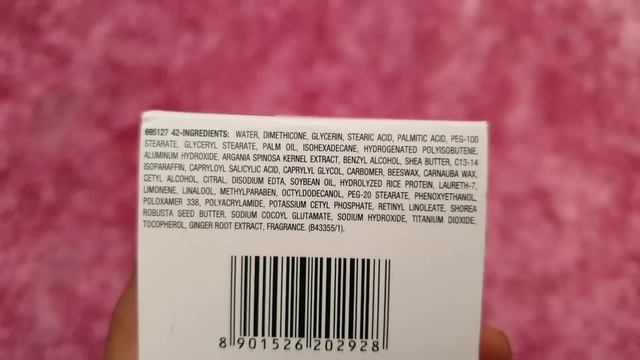 695127 42-INGREDIENTS: WATER, DIMETHICONE, GLYCERIN, STEARIC ACID, PALMITIC ACID, PEG-100
STEARATE, GLYCERYL STEARATE, PALM OIL, ISOHEXADECANE, HYDROGENATED POLYISOBUTENE,
ALUMINUM HYDROXIDE, ARGANIA SPINOSA KERNEL EXTRACT, BENZYL ALCOHOL, SHEA BUTTER, C13-14
ISOPARAFFIN, CAPRYLOYL SALICYLIC ACID, CAPRYLYL GLYCOL, CARBOMER, BEESWAX, CARNAUBA WAX,
CETYL ALCOHOL, CITRAL, DISODIUM EDTA, SOYBEAN OIL, HYDROLYZED RICE PROTEIN, LAURETH-7,
LIMONENE, LINALOOL, METHYLPARABEN, OCTYLDODECANOL, PEG-20 STEARATE, PHENOXYETHANOL,
POLOXAMER 338, POLYACRYLAMIDE, POTASSIUM CETYL PHOSPHATE, RETINYL LINOLEATE, SHOREA
ROBUSTA SEED BUTTER, SODIUM COCOYL GLUTAMATE, SODIUM HYDROXIDE, TITANIUM DIOXIDE,
TOCOPHEROL, GINGER ROOT EXTRACT, FRAGRANCE. (B43355/1).
8 901526 202928